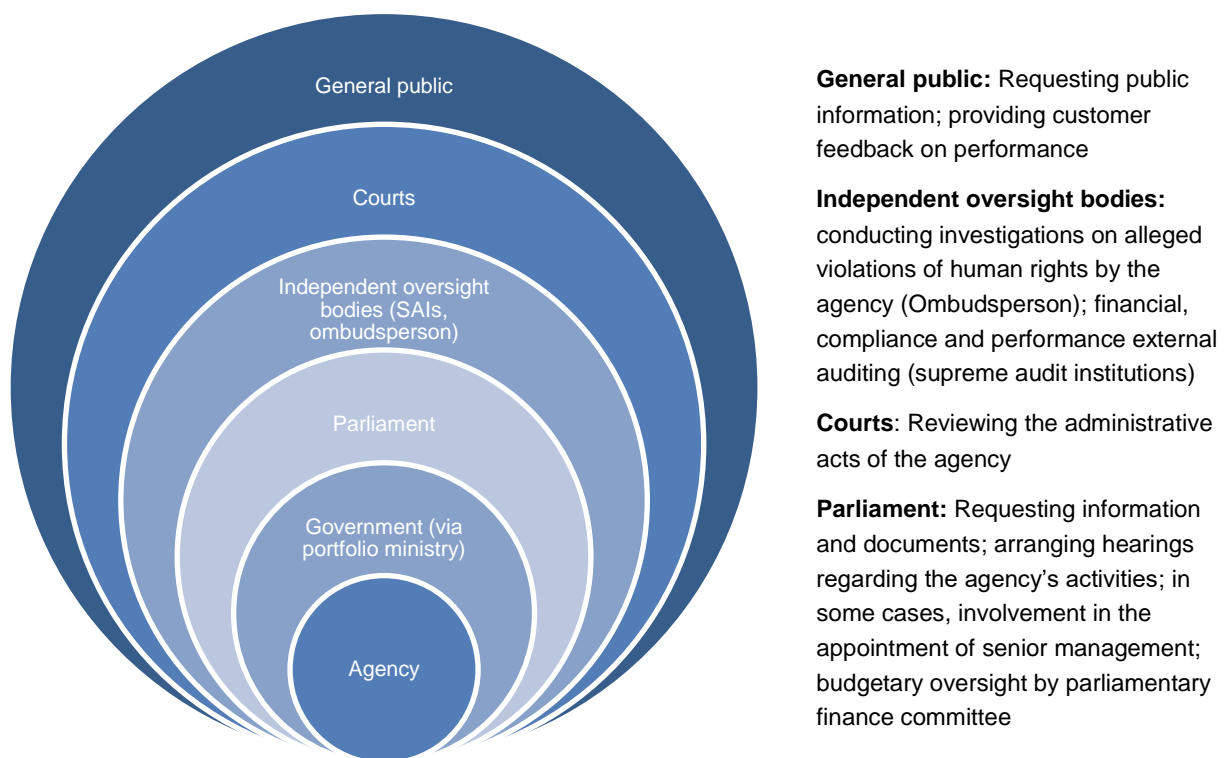 General public
Courts
Independent oversight
bodies (SAIs,
ombudsperson)
Parliament
Government (via
portfolio ministry)
Agency
General public: Requesting public
information; providing customer
feedback on performance
Independent oversight bodies:
conducting investigations on alleged
violations of human rights by the
agency (Ombudsperson); financial,
compliance and performance external
auditing (supreme audit institutions)
Courts: Reviewing the administrative
acts of the agency
Parliament: Requesting information
and documents; arranging hearings
regarding the agency’s activities; in
some cases, involvement in the
appointment of senior management;
budgetary oversight by parliamentary
finance committee